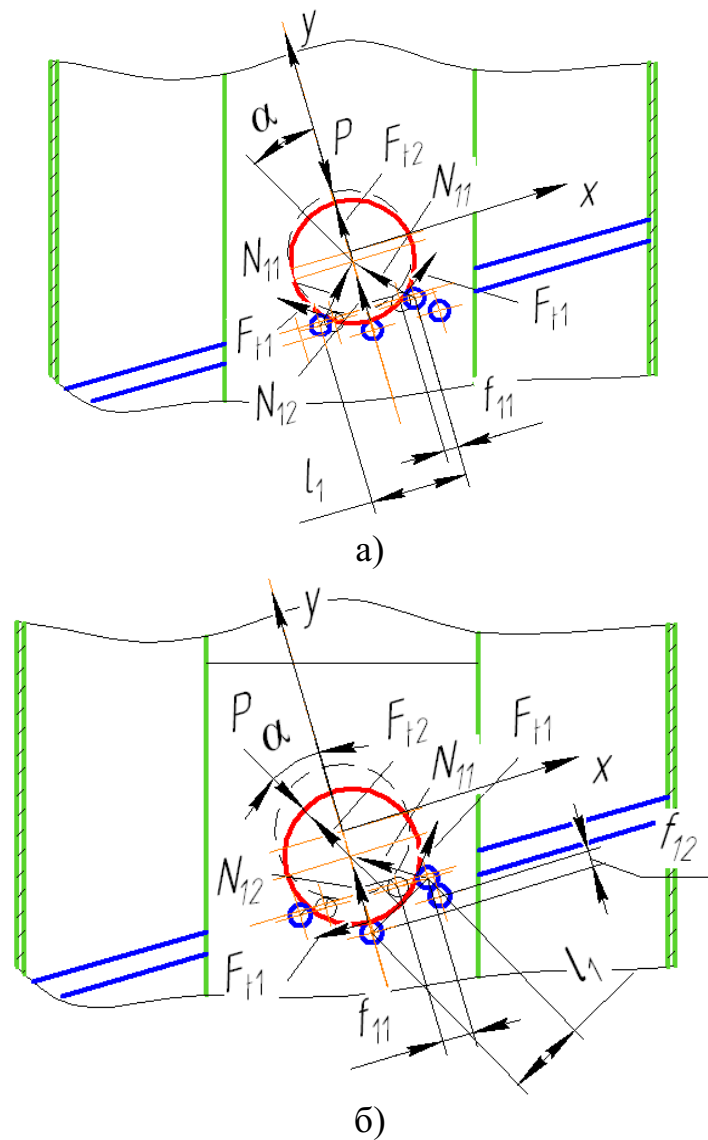 y
α
P
F_t2
N_11
x
N_11
F_t1
F_t1
N_12
f_11
l_1
а)
y
P
α
F_t2
F_t1
N_11
x
f_12
N_12
F_t1
l_1
f_11
б)